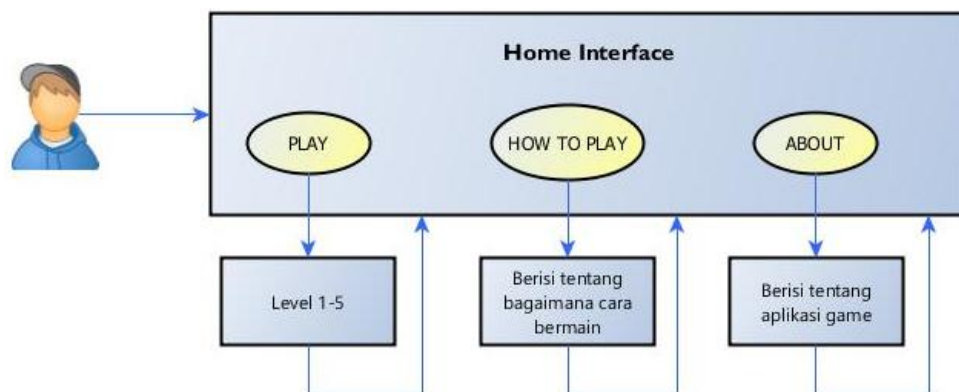 Home Interface
PLAY
HOW TO PLAY
ABOUT
Level 1-5
Berisi tentang
bagaimana cara
bermain
Berisi tentang
aplikasi game